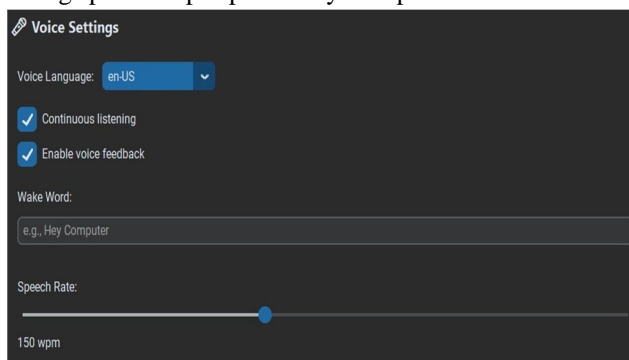 Voice Settings
Voice Language: en-US
Continuous listening
Enable voice feedback
Wake Word:
e.g., Hey Computer
Speech Rate:
150 wpm